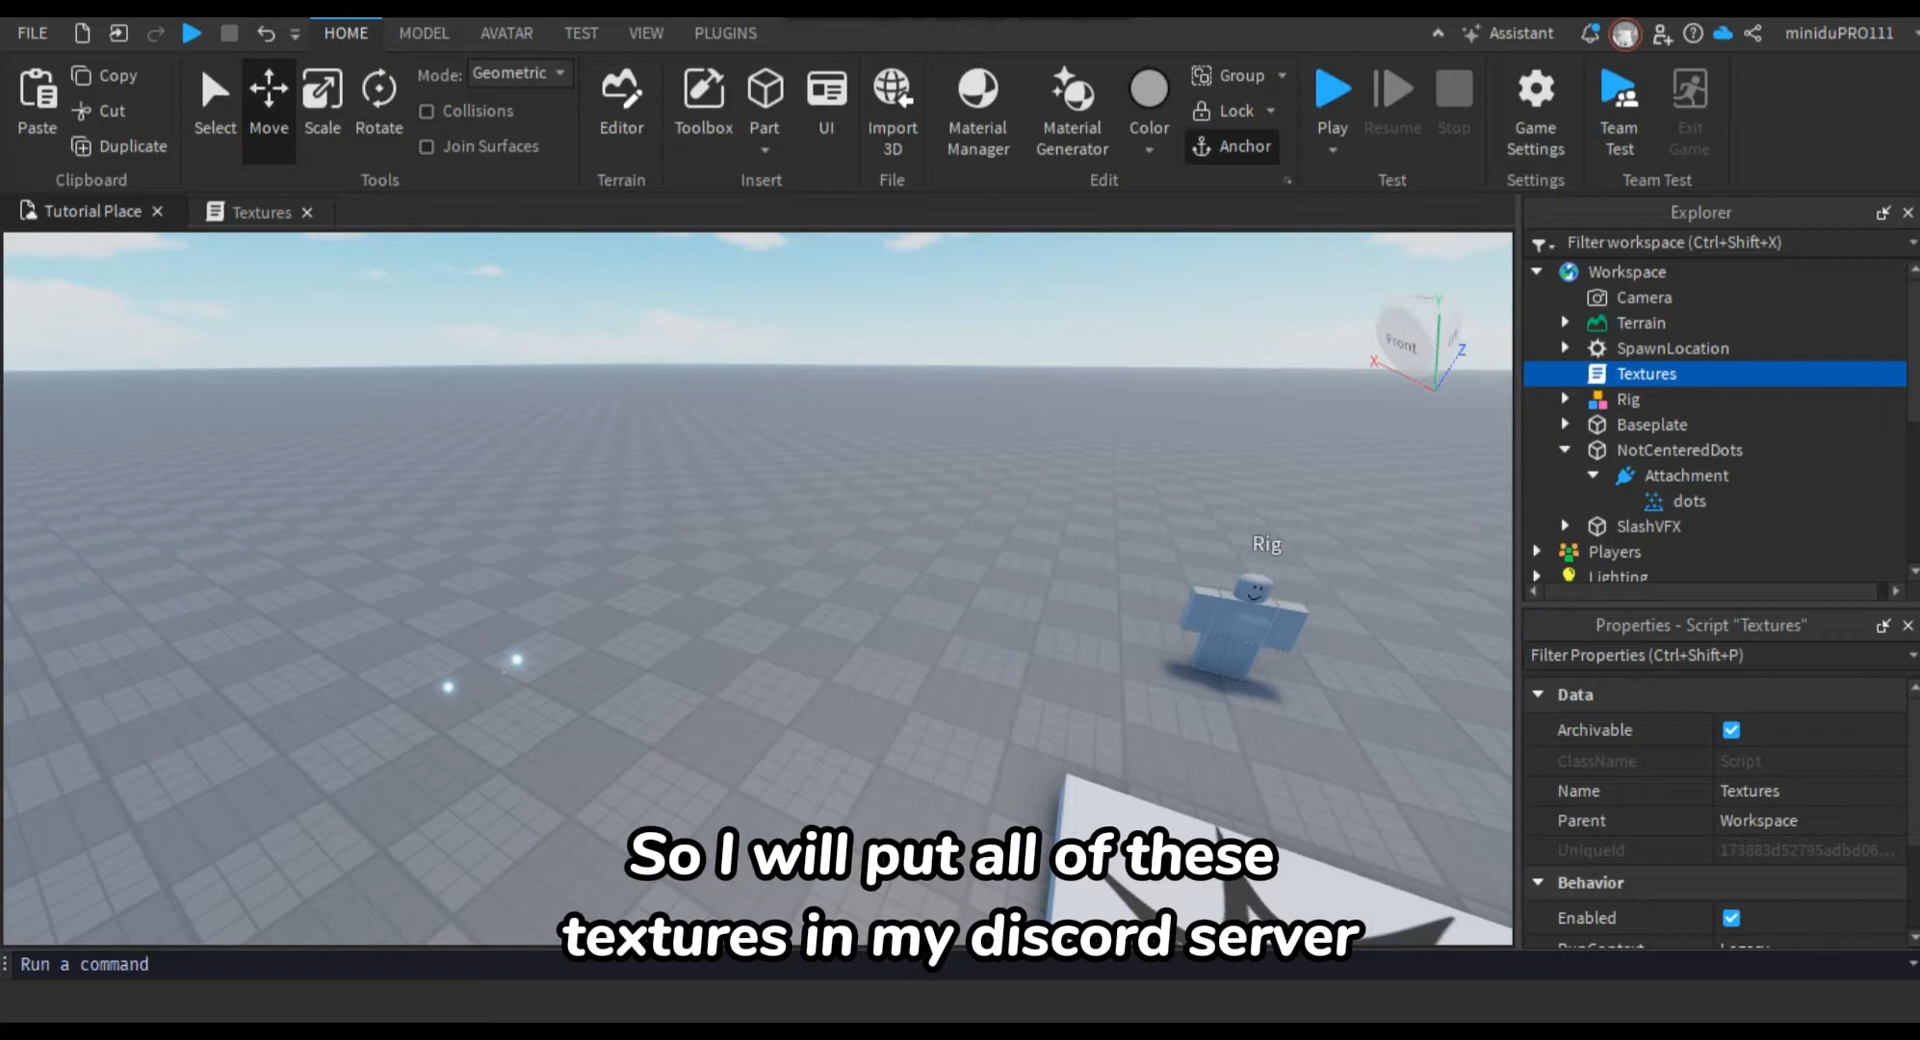 FILE
HOME
MODEL
AVATAR
TEST
VIEW
PLUGINS
Assistant
miniduPRO111
Paste
Copy
Cut
Duplicate
Clipboard
Select
Move
Scale
Rotate
Mode: Geometric
Collisions
Join Surfaces
Tools
Editor
Terrain
Toolbox
Part
UI
Insert
Import
3D
File
Material
Manager
Material
Generator
Color
Group
Lock
Anchor
Edit
Play
Resume
Stop
Test
Game
Settings
Settings
Team
Test
Exit
Game
Team Test
Tutorial Place
Textures
Front
X
Y
Z
Rig
So I will put all of these
textures in my discord server
Run a command
Explorer
Filter workspace (Ctrl+Shift+X)
Workspace
Camera
Terrain
SpawnLocation
Textures
Rig
Baseplate
NotCenteredDots
Attachment
dots
SlashVFX
Players
Lighting
Properties - Script "Textures"
Filter Properties (Ctrl+Shift+P)
Data
Archivable
ClassName Script
Name Textures
Parent Workspace
UniqueId 173883d52795adbd06...
Behavior
Enabled
RunContext Legacy